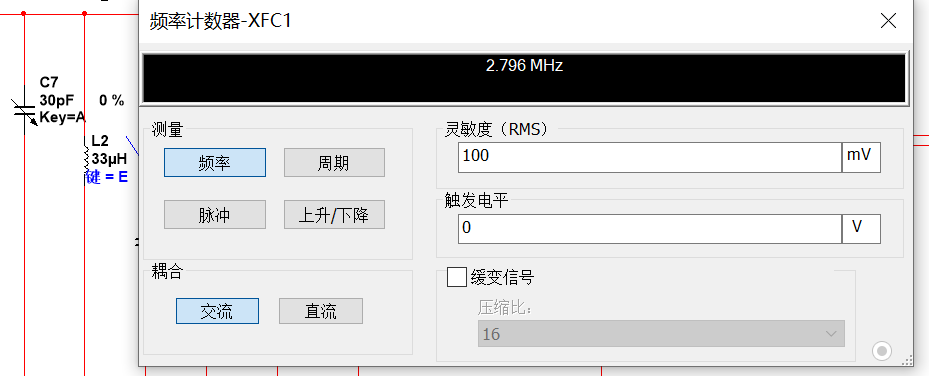 频率计数器-XFC1
2.796 MHz
C7
30pF 0 %
Key=A
L2
33μH
键 = E
测量
频率 周期
脉冲 上升/下降
耦合
交流 直流
灵敏度（RMS）
100 mV
触发电平
0 V
缓变信号
压缩比:
16